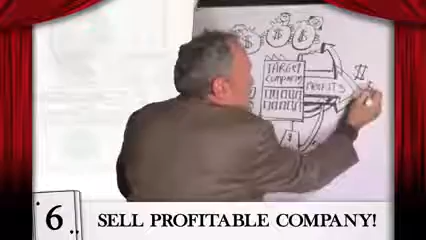 $ $ $
TARGET
COMPANY
PROFITS
$
$
6 SELL PROFITABLE COMPANY!